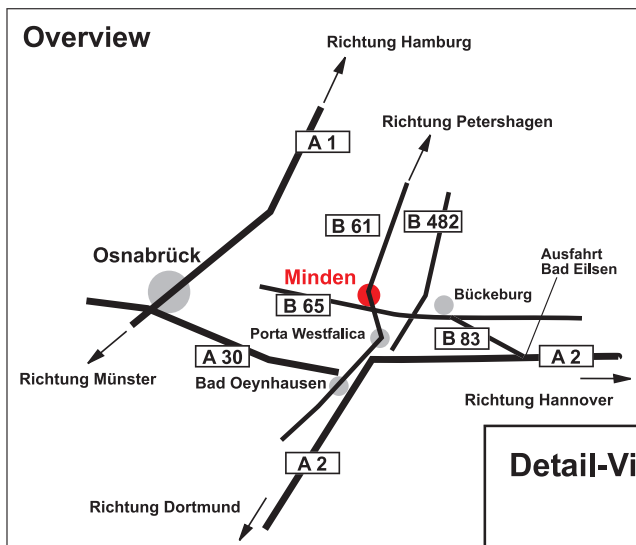 Overview
Richtung Hamburg
Richtung Petershagen
A 1
B 61
B 482
Osnabrück
Ausfahrt
Bad Eilsen
Minden
Bückeburg
B 65
Porta Westfalica
B 83
A 30
A 2
Richtung Münster
Bad Oeynhausen
Richtung Hannover
A 2
Detail-Vi
Richtung Dortmund